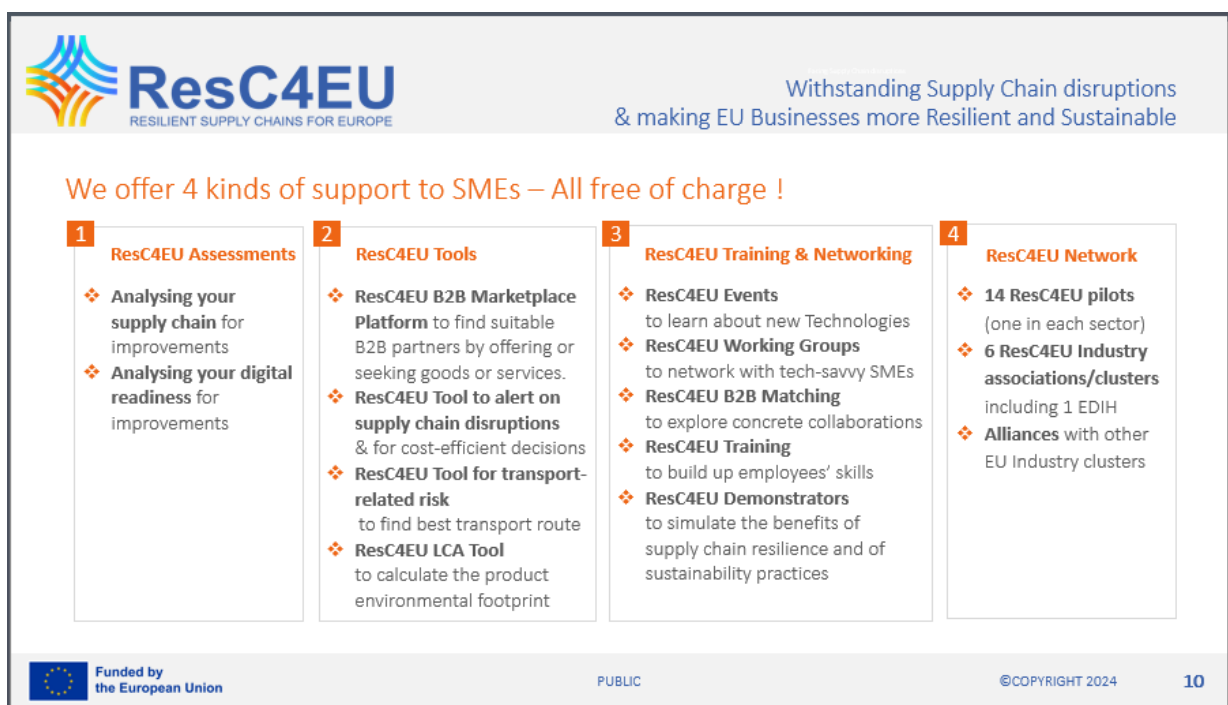 ResC4EU
RESILIENT SUPPLY CHAINS FOR EUROPE
Withstanding Supply Chain disruptions
& making EU Businesses more Resilient and Sustainable
We offer 4 kinds of support to SMEs – All free of charge !
1
ResC4EU Assessments
❖ Analysing your
supply chain for
improvements
❖ Analysing your digital
readiness for
improvements
2
ResC4EU Tools
❖ ResC4EU B2B Marketplace
Platform to find suitable
B2B partners by offering or
seeking goods or services.
❖ ResC4EU Tool to alert on
supply chain disruptions
& for cost-efficient decisions
❖ ResC4EU Tool for transport-
related risk
to find best transport route
❖ ResC4EU LCA Tool
to calculate the product
environmental footprint
3
ResC4EU Training & Networking
❖ ResC4EU Events
to learn about new Technologies
❖ ResC4EU Working Groups
to network with tech-savvy SMEs
❖ ResC4EU B2B Matching
to explore concrete collaborations
❖ ResC4EU Training
to build up employees’ skills
❖ ResC4EU Demonstrators
to simulate the benefits of
supply chain resilience and of
sustainability practices
4
ResC4EU Network
❖ 14 ResC4EU pilots
(one in each sector)
❖ 6 ResC4EU Industry
associations/clusters
including 1 EDIH
❖ Alliances with other
EU Industry clusters
Funded by
the European Union
PUBLIC
©COPYRIGHT 2024
10